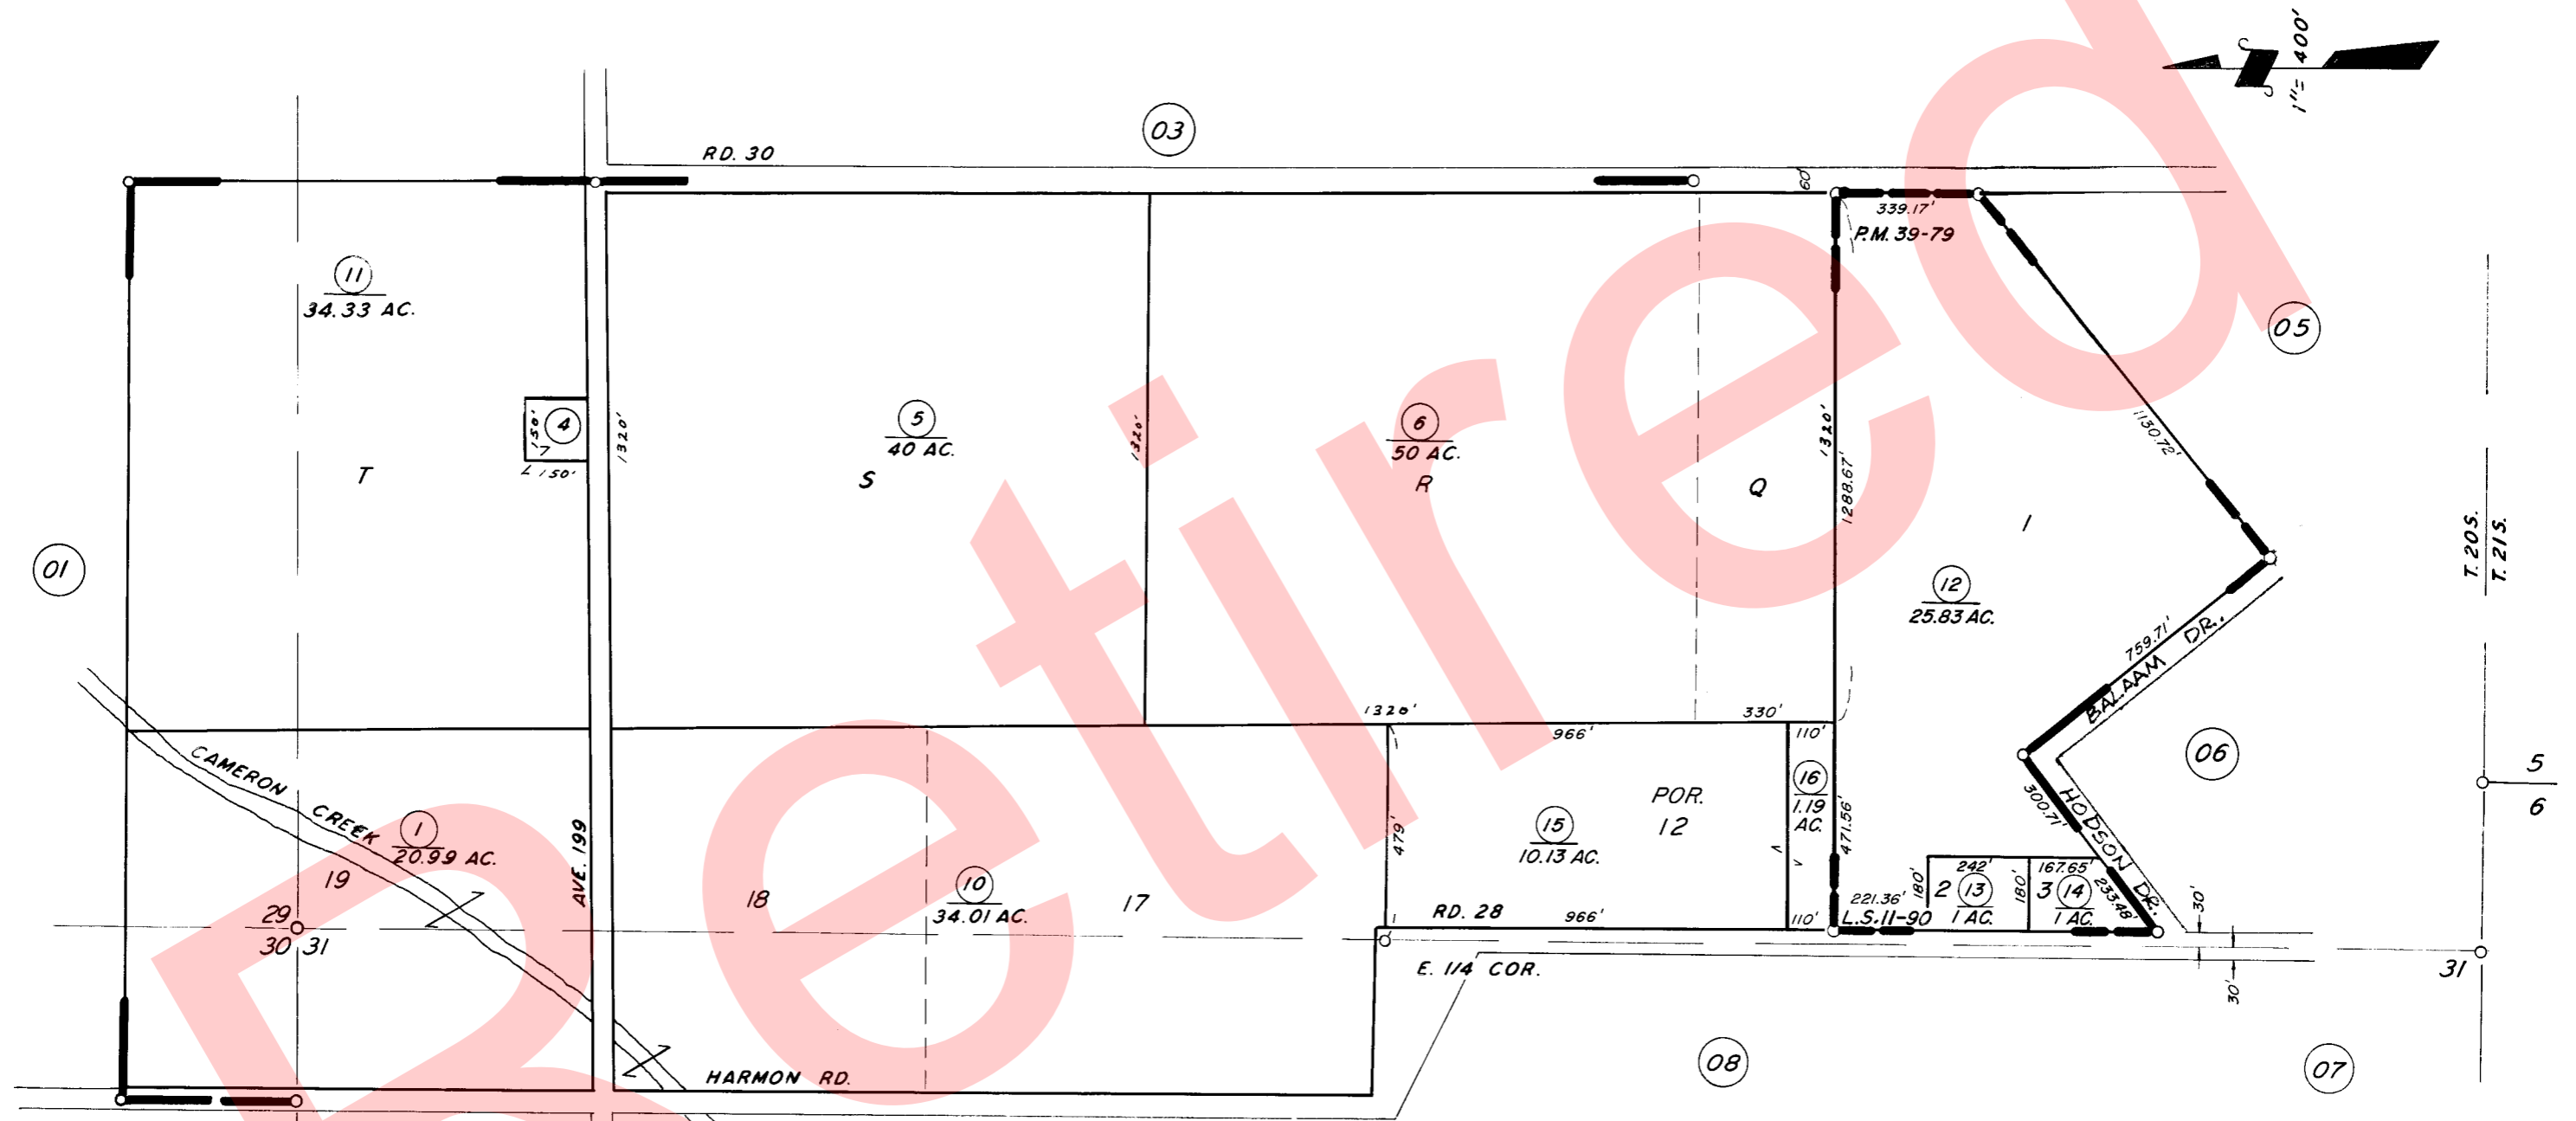 1"= 400'
03
RD. 30
60'
339.17'
P.M. 39-79
11
34.33 AC.
05
150'
4
L 150'
7
1320'
5
40 AC.
1320'
6
50 AC.
1320'
1288.67'
1130.72'
T
S
R
Q
1
T. 20S.
T. 21S.
01
12
25.83 AC.
759.71'
BALAAM DR.
1320'
330'
966'
110'
CAMERON CREEK
1
20.99 AC.
19
AVE. 199
18
10
34.01 AC.
17
479'
15
10.13 AC.
POR.
12
16
1.19
AC.
471.56'
06
5
6
300.71'
HODSON DR.
242'
167.65'
180'
2
13
1 AC.
180'
3
14
1 AC.
233.48'
221.36'
L.S. 11-90
RD. 28
966'
110'
30'
30'
29
30 31
E. 1/4 COR.
31
HARMON RD.
08
07
Retired